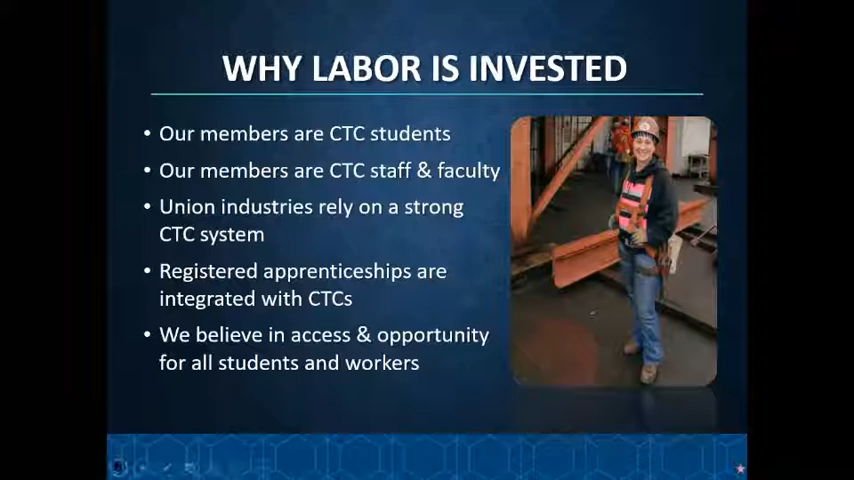 WHY LABOR IS INVESTED
• Our members are CTC students
• Our members are CTC staff & faculty
• Union industries rely on a strong
CTC system
• Registered apprenticeships are
integrated with CTCs
• We believe in access & opportunity
for all students and workers